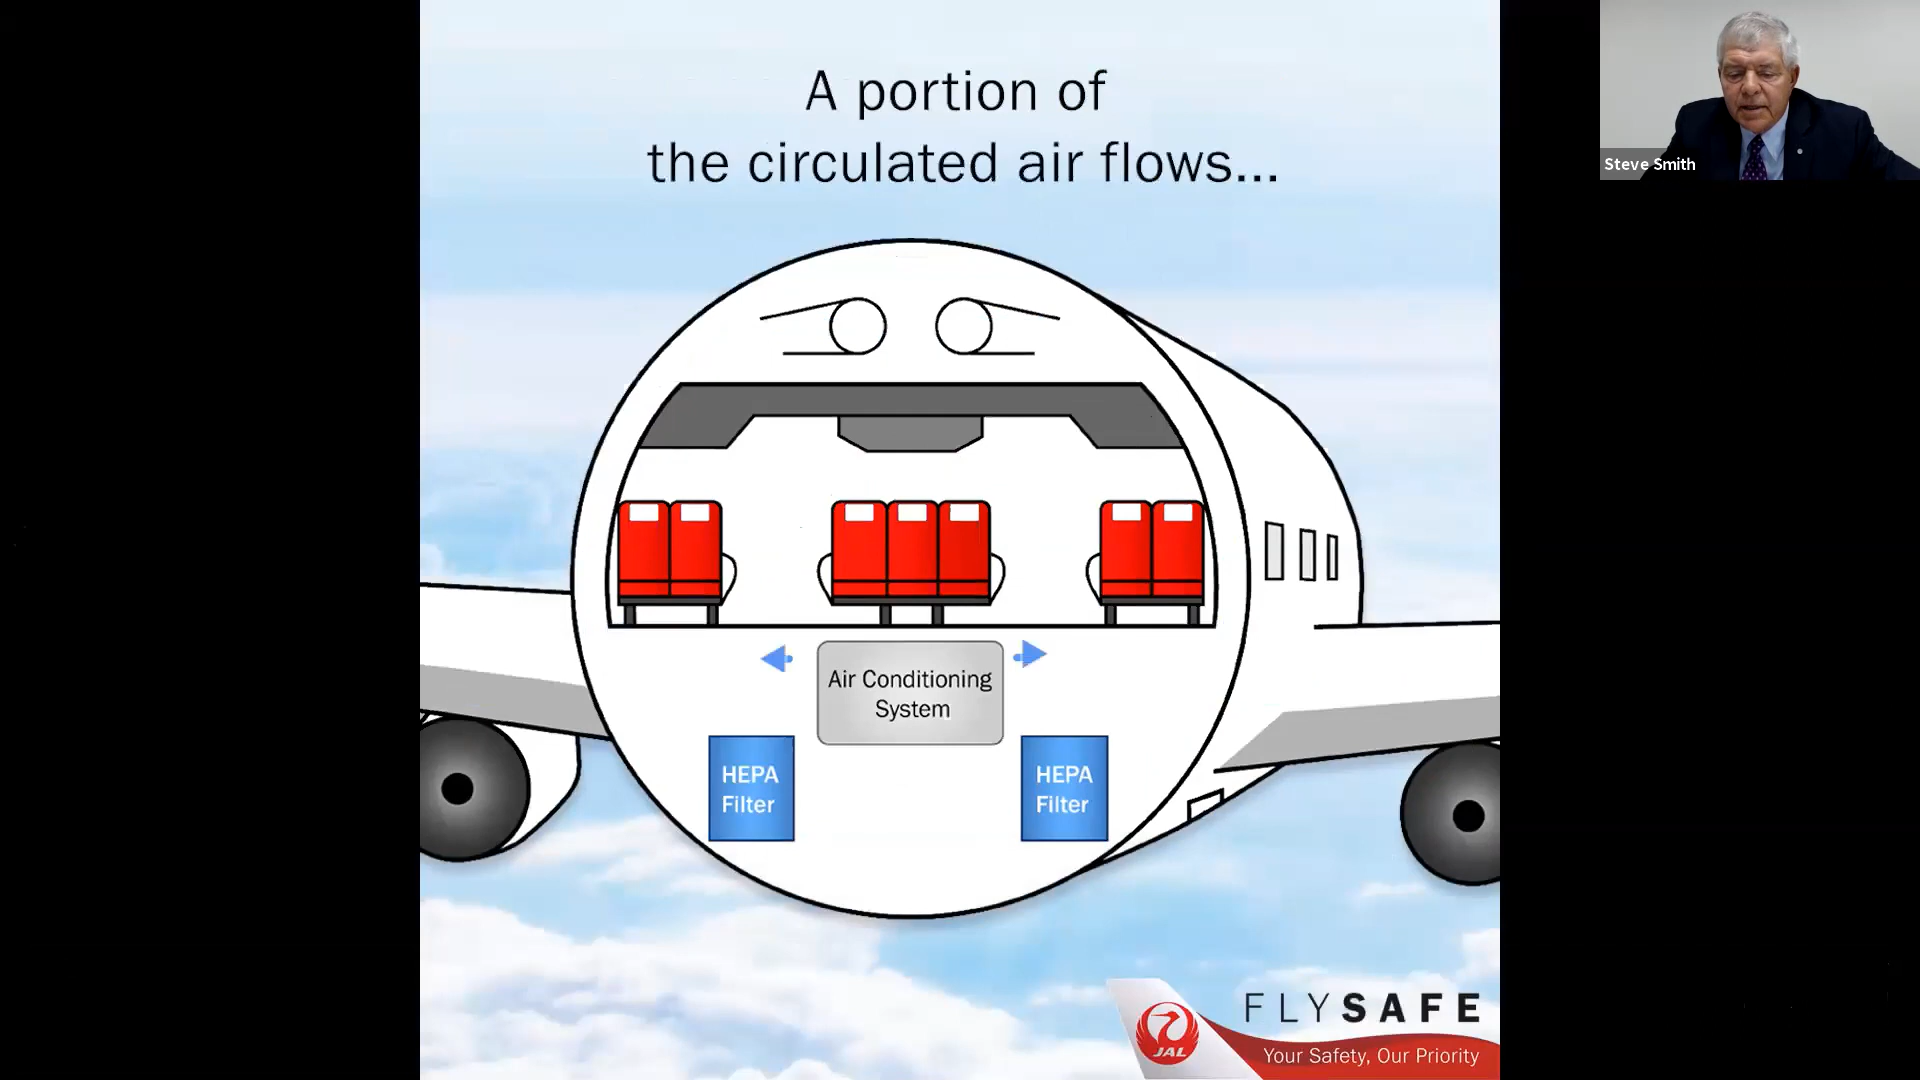 A portion of
the circulated air flows...
Steve Smith
Air Conditioning
System
HEPA
Filter
HEPA
Filter
FLYSAFE
JAL
Your Safety, Our Priority